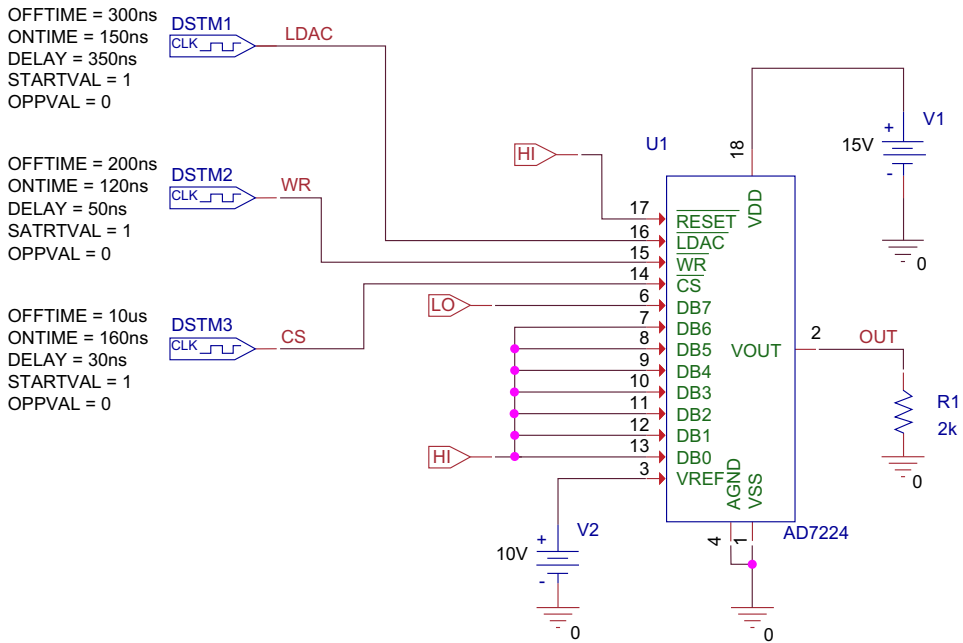 OFFTIME = 300ns
ONTIME = 150ns
DELAY = 350ns
STARTVAL = 1
OPPVAL = 0
DSTM1
CLK
LDAC
OFFTIME = 200ns
ONTIME = 120ns
DELAY = 50ns
SATRTVAL = 1
OPPVAL = 0
DSTM2
CLK
WR
OFFTIME = 10us
ONTIME = 160ns
DELAY = 30ns
STARTVAL = 1
OPPVAL = 0
DSTM3
CLK
CS
HI
LO
HI
U1
18
VDD
17
RESET
16
LDAC
15
WR
14
CS
6
DB7
7
DB6
8
DB5
9
DB4
10
DB3
11
DB2
12
DB1
13
DB0
3
VREF
AGND
VSS
4
1
VOUT
2
OUT
AD7224
V1
+
15V
-
0
R1
2k
0
V2
+
10V
-
0
0